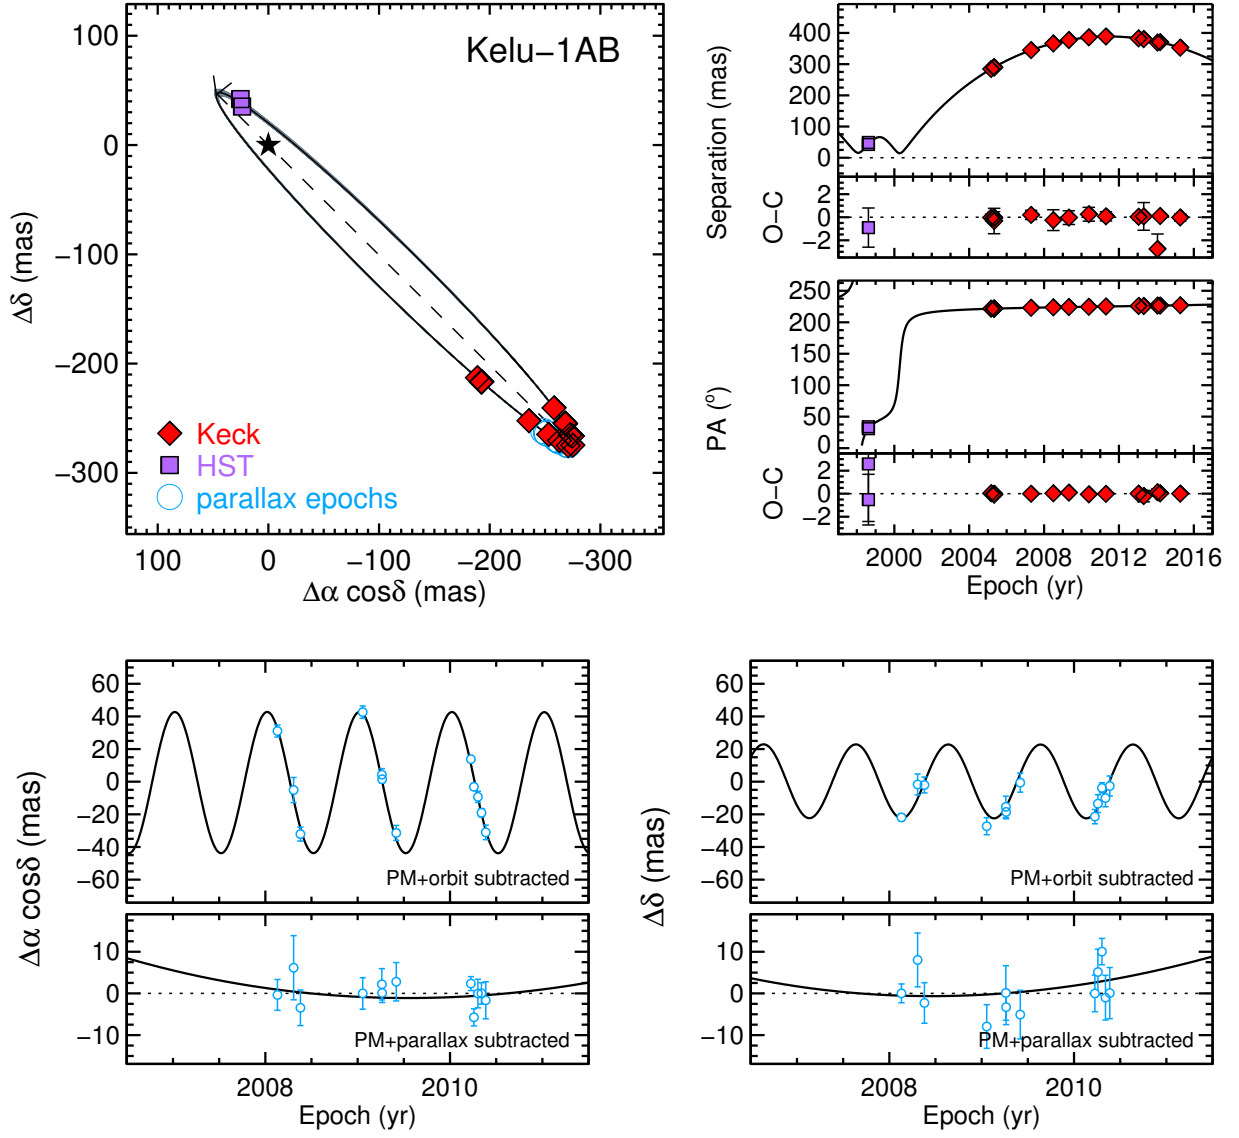 Kelu−1AB
100
0
−100
−200
−300
Δδ (mas)
Keck
HST
parallax epochs
100 0 −100 −200 −300
Δα cosδ (mas)
400
300
200
100
0
Separation (mas)
2
0
−2
O−C
250
200
150
100
50
0
PA (°)
2
0
−2
O−C
2000 2004 2008 2012 2016
Epoch (yr)
60
40
20
0
−20
−40
−60
PM+orbit subtracted
Δα cosδ (mas)
10
0
−10
PM+parallax subtracted
2008 2010
Epoch (yr)
60
40
20
0
−20
−40
−60
PM+orbit subtracted
Δδ (mas)
10
0
−10
PM+parallax subtracted
2008 2010
Epoch (yr)